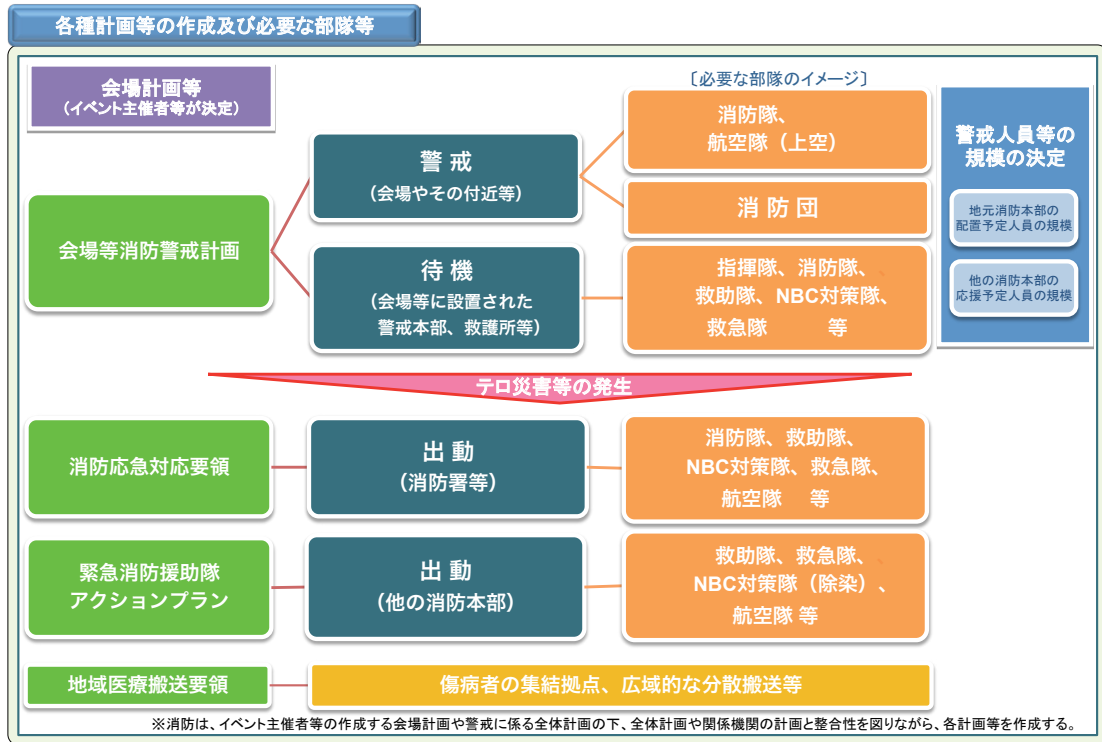 各種計画等の作成及び必要な部隊等
会場計画等
（イベント主催者等が決定）
〔必要な部隊のイメージ〕
会場等消防警戒計画
警 戒
（会場やその付近等）
消防隊、
航空隊（上空）
消 防 団
待 機
（会場等に設置された
警戒本部、救護所等）
指揮隊、消防隊、、
救助隊、NBC対策隊、
救急隊　　　等
警戒人員等の
規模の決定
地元消防本部の
配置予定人員の規模
他の消防本部の
応援予定人員の規模
テロ災害等の発生
消防応急対応要領
出 動
（消防署等）
消防隊、救助隊、
NBC対策隊、救急隊、
航空隊　等
緊急消防援助隊
アクションプラン
出 動
（他の消防本部）
救助隊、救急隊、、
NBC対策隊（除染）、
航空隊 等
地域医療搬送要領
傷病者の集結拠点、広域的な分散搬送等
※消防は、イベント主催者等の作成する会場計画や警戒に係る全体計画の下、全体計画や関係機関の計画と整合性を図りながら、各計画等を作成する。